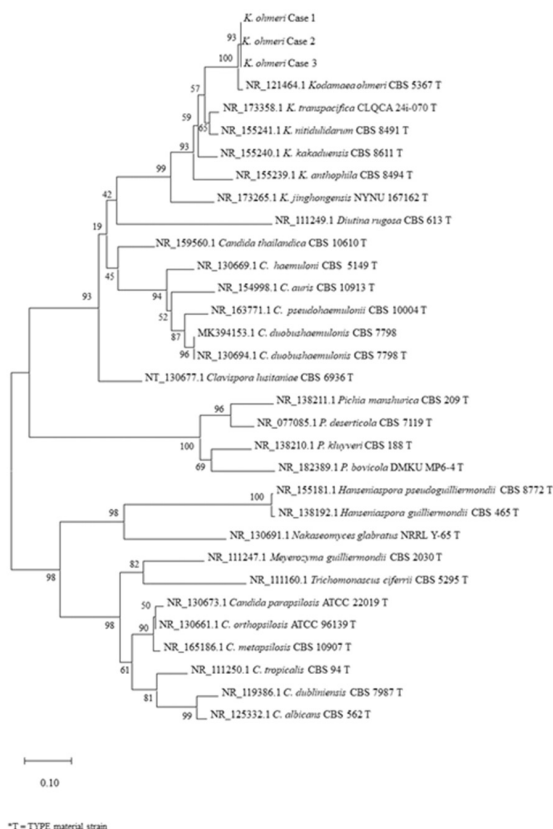 K. ohmeri Case 1
93
K. ohmeri Case 2
K. ohmeri Case 3
100
NR_121464.1 Kodamaea ohmeri CBS 5367 T
57
NR_173358.1 K. transpacifica CLQCA 24i-070 T
59
65
NR_155241.1 K. nitidulidarum CBS 8491 T
93
NR_155240.1 K. kakaduensis CBS 8611 T
99
NR_155239.1 K. anthophila CBS 8494 T
42
NR_173265.1 K. jinghongensis NYNU 167162 T
NR_111249.1 Diutina rugosa CBS 613 T
19
NR_159560.1 Candida thailandica CBS 10610 T
45
NR_130669.1 C. haemuloni CBS 5149 T
94
NR_154998.1 C. auris CBS 10913 T
93
52
NR_163771.1 C. pseudohaemulonii CBS 10004 T
87
MK394153.1 C. duobushaemulonis CBS 7798
96
NR_130694.1 C. duobushaemulonis CBS 7798 T
NT_130677.1 Clavispora lusitaniae CBS 6936 T
NR_138211.1 Pichia manshurica CBS 209 T
96
NR_077085.1 P. deserticola CBS 7119 T
100
NR_138210.1 P. kluyveri CBS 188 T
69
NR_182389.1 P. bovicola DMKU MP6-4 T
NR_155181.1 Hanseniaspora pseudoguilliermondii CBS 8772 T
100
98
NR_138192.1 Hanseniaspora guilliermondii CBS 465 T
NR_130691.1 Nakaseomyces glabratus NRRL Y-65 T
98
NR_111247.1 Meyerozyma guilliermondii CBS 2030 T
82
NR_111160.1 Trichomonascus ciferrii CBS 5295 T
98
50
NR_130673.1 Candida parapsilosis ATCC 22019 T
90
NR_130661.1 C. orthopsilosis ATCC 96139 T
NR_165186.1 C. metapsilosis CBS 10907 T
61
NR_111250.1 C. tropicalis CBS 94 T
81
NR_119386.1 C. dubliniensis CBS 7987 T
99
NR_125332.1 C. albicans CBS 562 T
0.10
*T = TYPE material strain